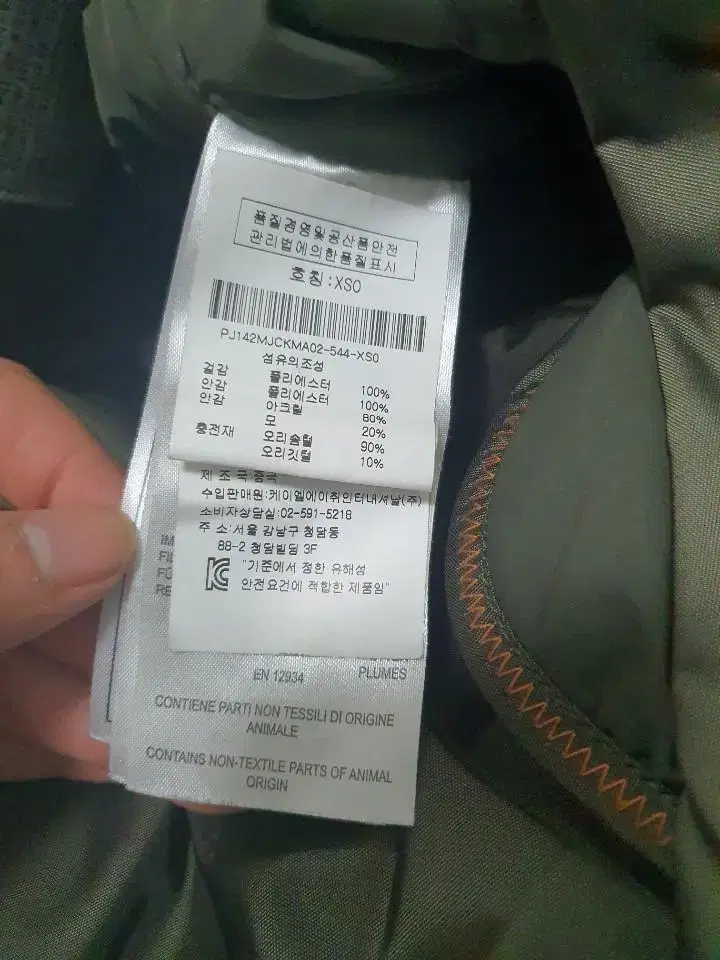 품질경영및공산품안전
관리법에의한품질표시
호칭:XS0
PJ142MJCKMA02-544-XS0
섬유의조성
겉감 폴리에스터 100%
안감 폴리에스터 100%
안감 아크릴 80%
모 20%
충전재 오리솜털 90%
오리깃털 10%
제조국중국
수입판매원:케이엘에이취인터내셔날(주)
소비자상담실:02-591-5218
주 소:서울 강남구 청담동
88-2 청담빌딩 3F
"기준에서 정한 유해성
안전요건에 적합한 제품임"
IM
FIL
FÜ
RE
EN 12934 PLUMES
CONTIENE PARTI NON TESSILI DI ORIGINE
ANIMALE
CONTAINS NON-TEXTILE PARTS OF ANIMAL
ORIGIN